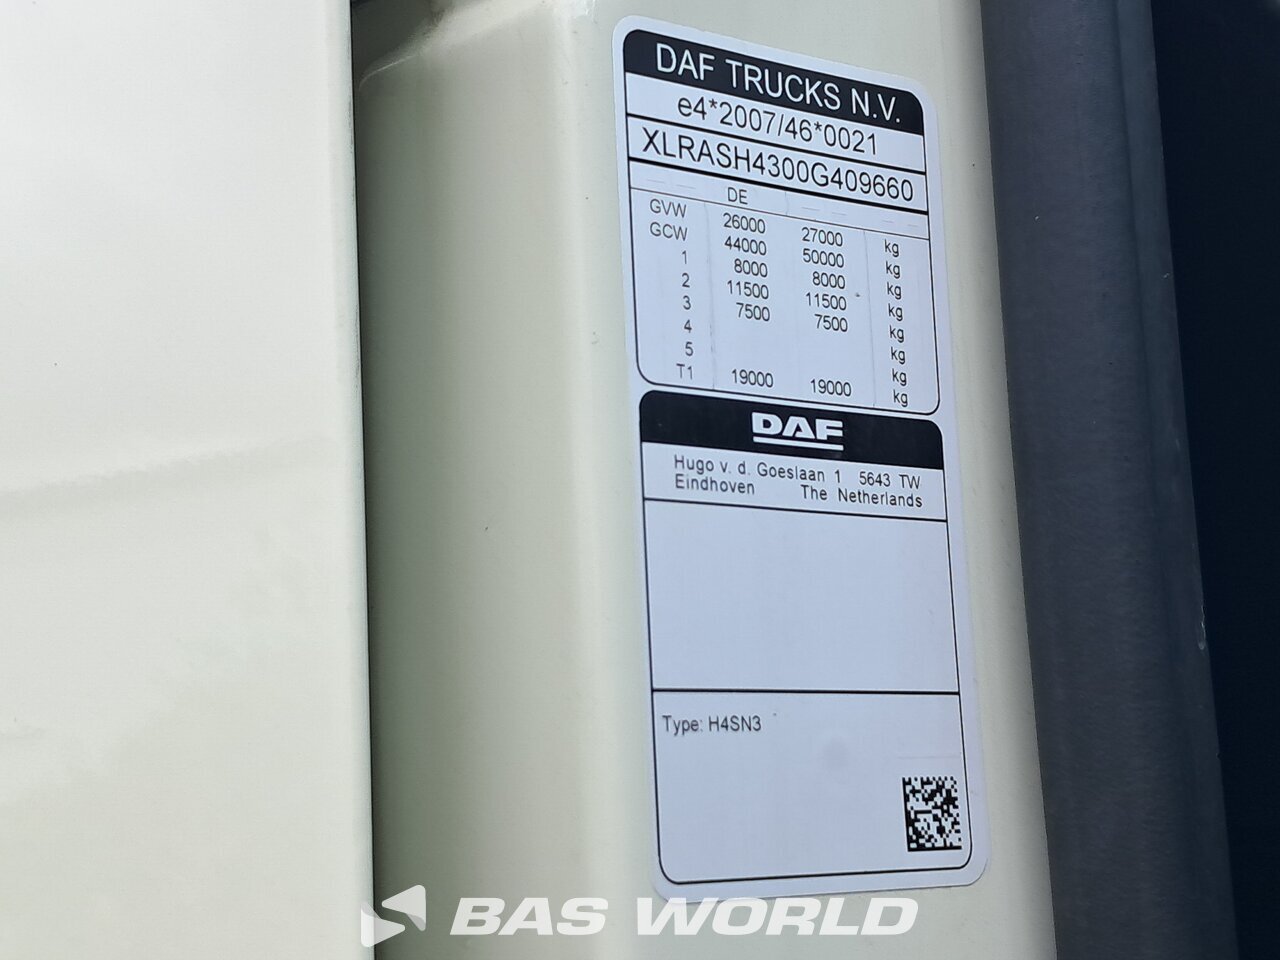 DAF TRUCKS N.V.
e4*2007/46*0021
XLRASH4300G409660
DE
GVW 26000 27000 kg
GCW 44000 50000 kg
1 8000 8000 kg
2 11500 11500 kg
3 7500 7500 kg
4 kg
5 kg
T1 19000 19000 kg
DAF
Hugo v. d. Goeslaan 1 5643 TW
Eindhoven The Netherlands
Type: H4SN3
BAS WORLD